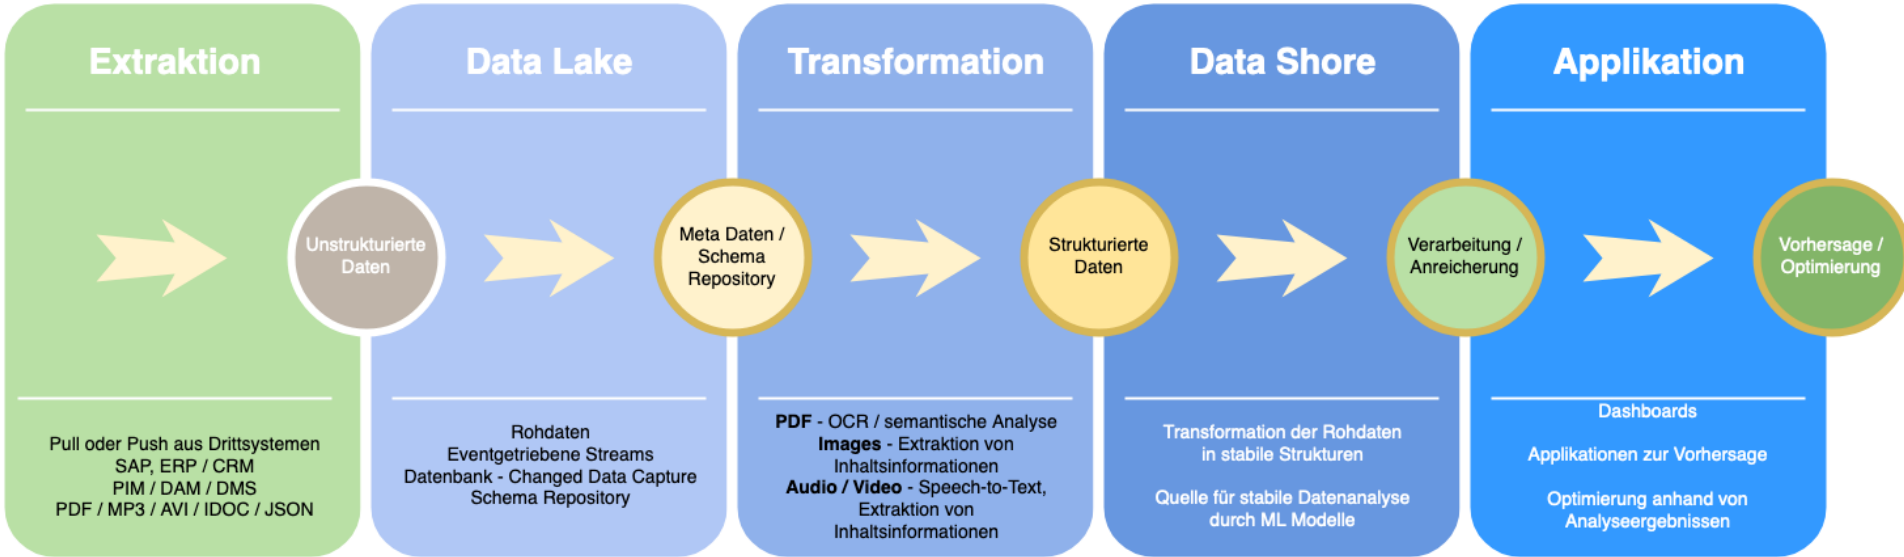 Extraktion
Data Lake
Transformation
Data Shore
Applikation
Unstrukturierte
Daten
Meta Daten /
Schema
Repository
Strukturierte
Daten
Verarbeitung /
Anreicherung
Vorhersage /
Optimierung
Pull oder Push aus Drittsystemen
SAP, ERP / CRM
PIM / DAM / DMS
PDF / MP3 / AVI / IDOC / JSON
Rohdaten
Eventgetriebene Streams
Datenbank - Changed Data Capture
Schema Repository
PDF - OCR / semantische Analyse
Images - Extraktion von
Inhaltsinformationen
Audio / Video - Speech-to-Text,
Extraktion von
Inhaltsinformationen
Transformation der Rohdaten
in stabile Strukturen
Quelle für stabile Datenanalyse
durch ML Modelle
Dashboards
Applikationen zur Vorhersage
Optimierung anhand von
Analyseergebnissen